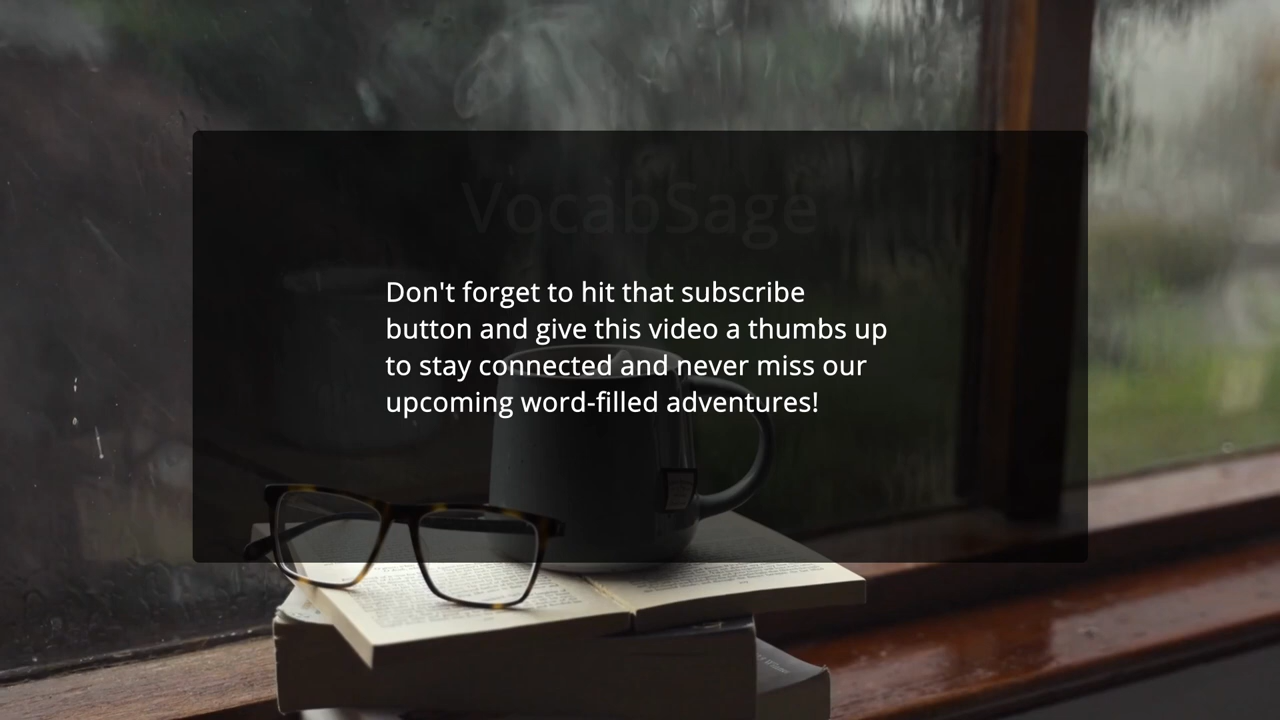 VocabSage
Don't forget to hit that subscribe
button and give this video a thumbs up
to stay connected and never miss our
upcoming word-filled adventures!